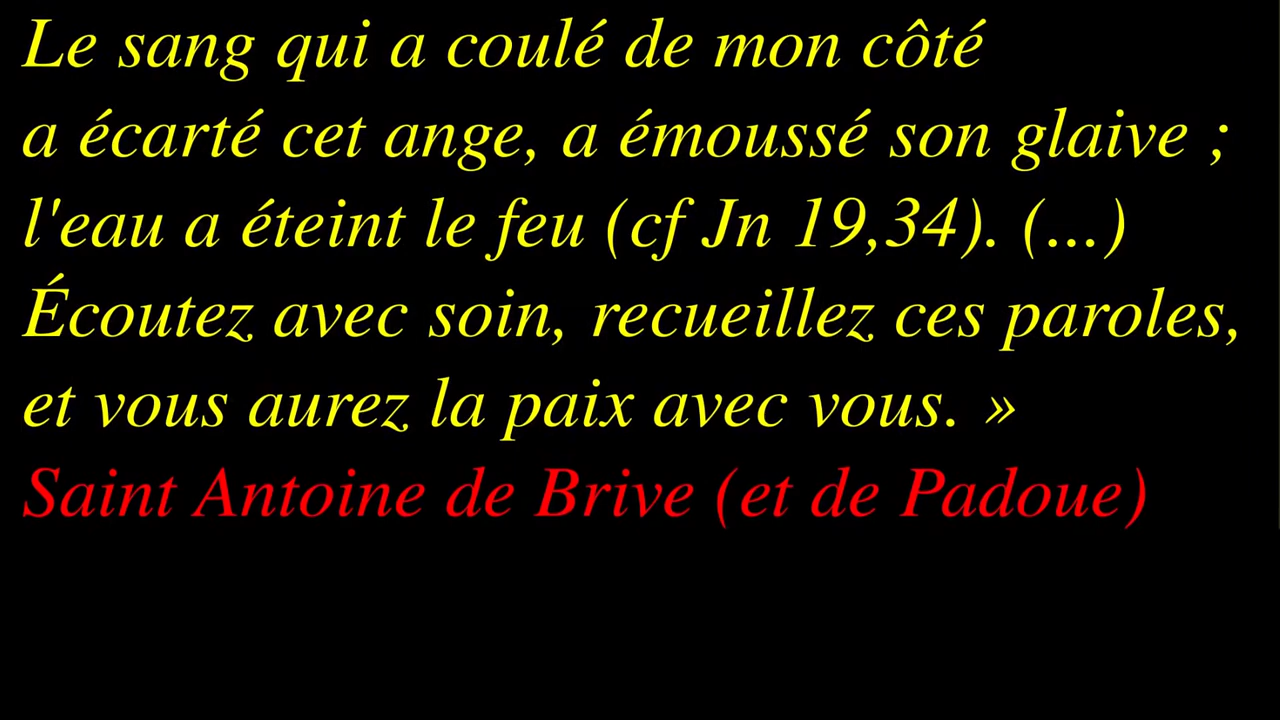 Le sang qui a coulé de mon côté
a écarté cet ange, a émoussé son glaive ;
l'eau a éteint le feu (cf Jn 19,34). (...)
Écoutez avec soin, recueillez ces paroles,
et vous aurez la paix avec vous. »
Saint Antoine de Brive (et de Padoue)